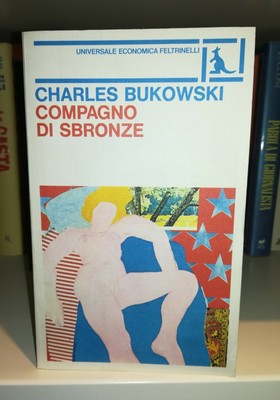 UNIVERSALE ECONOMICA FELTRINELLI
CHARLES BUKOWSKI
COMPAGNO
DI SBRONZE